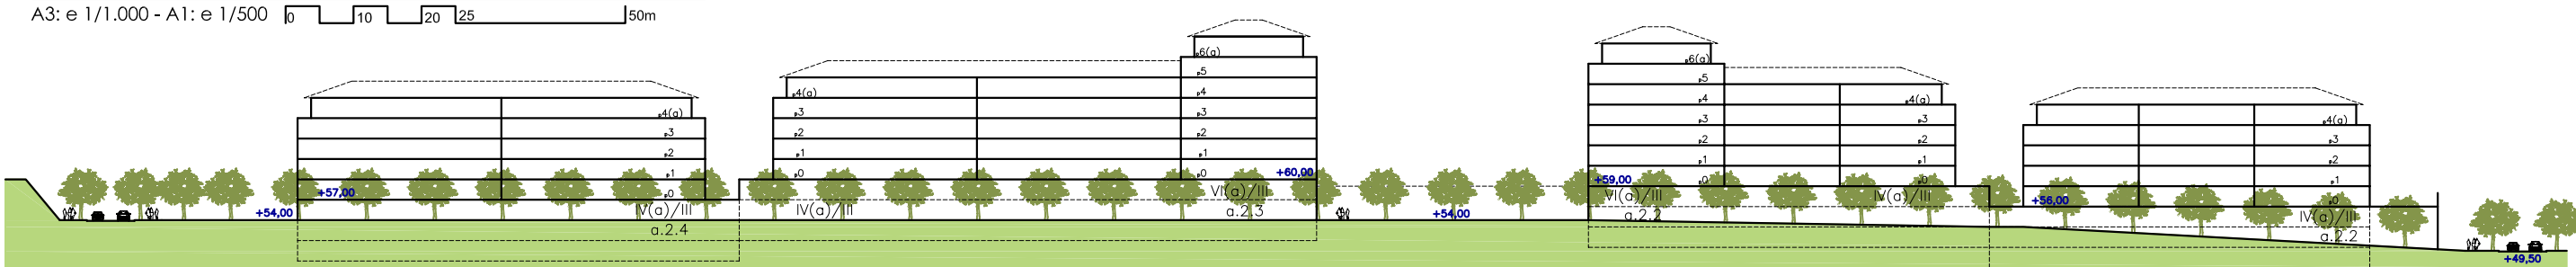 A3: e 1/1.000 - A1: e 1/500 0 10 20 25 50m
p4(a)
p3
p2
p1
p0
+57,00
+54,00
IV(a)/III
a.2.4
p4(a)
p3
p2
p1
p0
IV(a)/III
p6(a)
p5
p4
p3
p2
p1
p0
+60,00
VI(a)/III
a.2.3
+54,00
p6(a)
p5
p4
p3
p2
p1
p0
+59,00
VI(a)/III
a.2.2
p4(a)
p3
p2
p1
p0
IV(a)/III
p4(a)
p3
p2
p1
p0
+56,00
IV(a)/III
a.2.2
+49,50